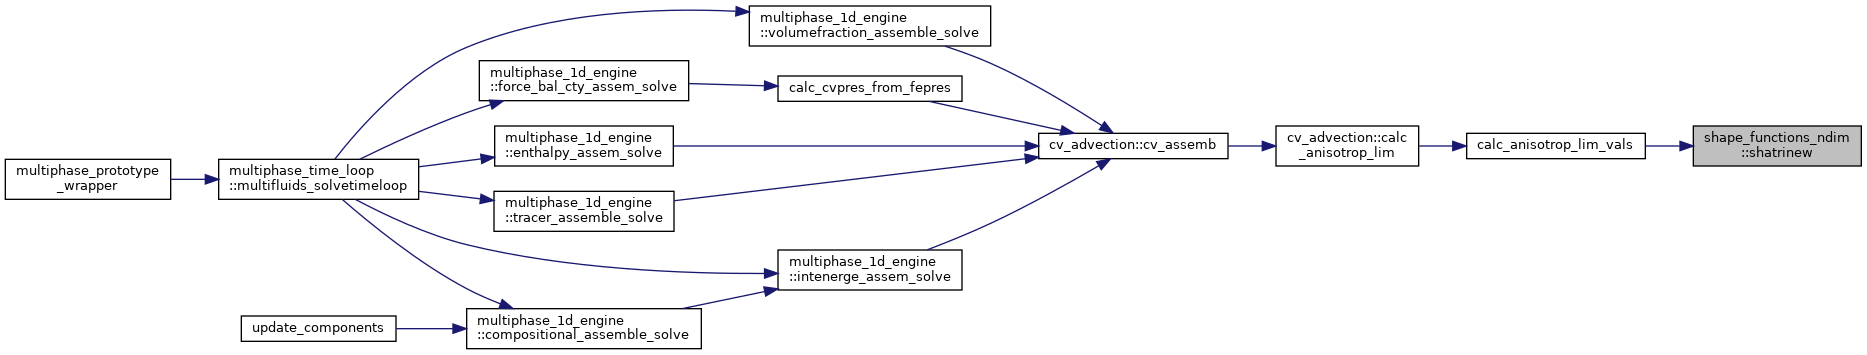 multiphase_1d_engine
::volumefraction_assemble_solve
multiphase_1d_engine
::force_bal_cty_assem_solve
calc_cvpres_from_fepres
multiphase_1d_engine
::enthalpy_assem_solve
cv_advection::cv_assemb
cv_advection::calc
_anisotrop_lim
calc_anisotrop_lim_vals
shape_functions_ndim
::shatrinew
multiphase_prototype
_wrapper
multiphase_time_loop
::multifluids_solvetimeloop
multiphase_1d_engine
::tracer_assemble_solve
multiphase_1d_engine
::intenerge_assem_solve
update_components
multiphase_1d_engine
::compositional_assemble_solve